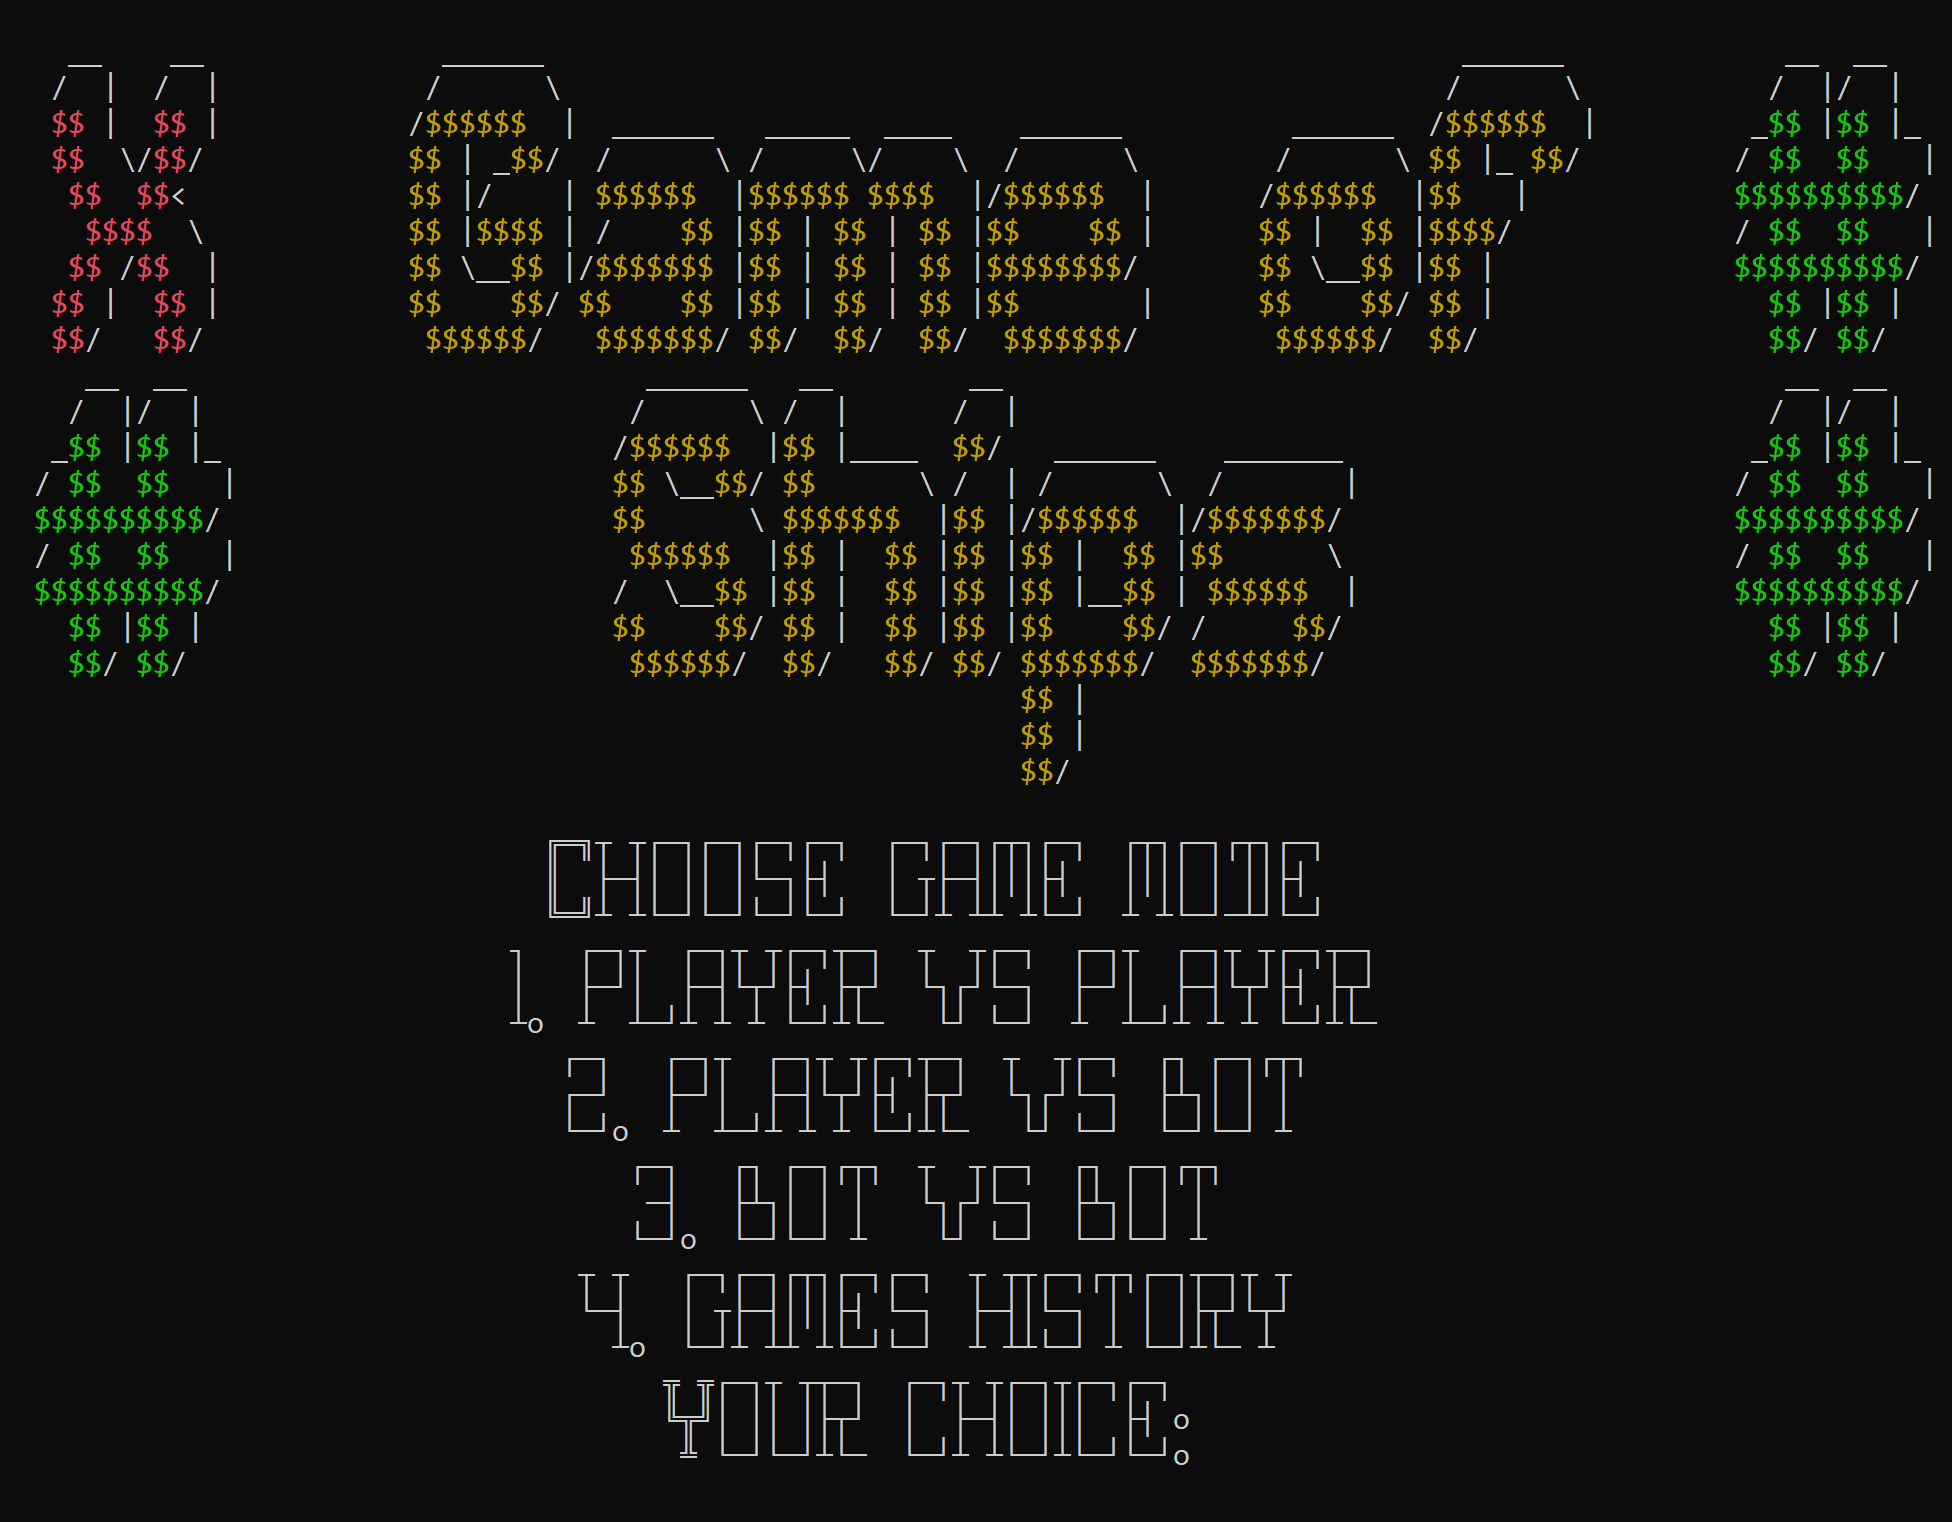 X Game of #
# Ships #
CHOOSE GAME MODE
1. PLAYER VS PLAYER
2. PLAYER VS BOT
3. BOT VS BOT
4. GAMES HISTORY
YOUR CHOICE: